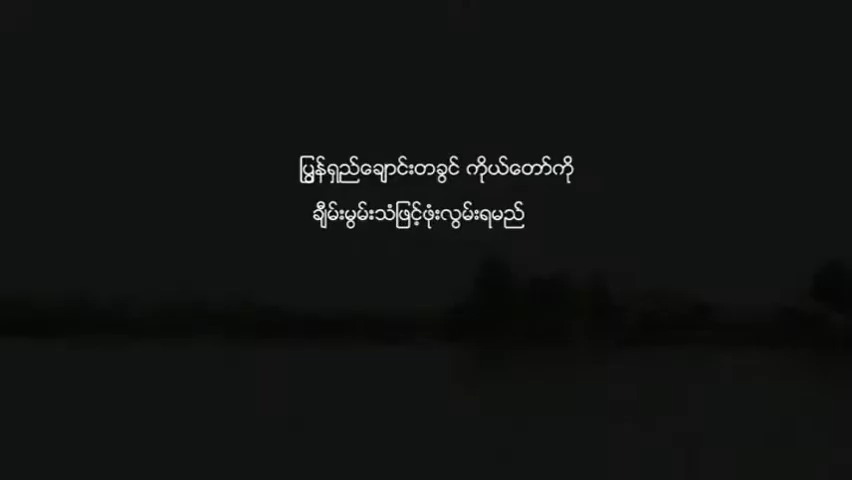 ပြွန်ရှည်ချောင်းတခွင် ကိုယ်တော်ကို
ချီမ်းမွမ်းသံဖြင့်ဖုံးလွှမ်းရမည်